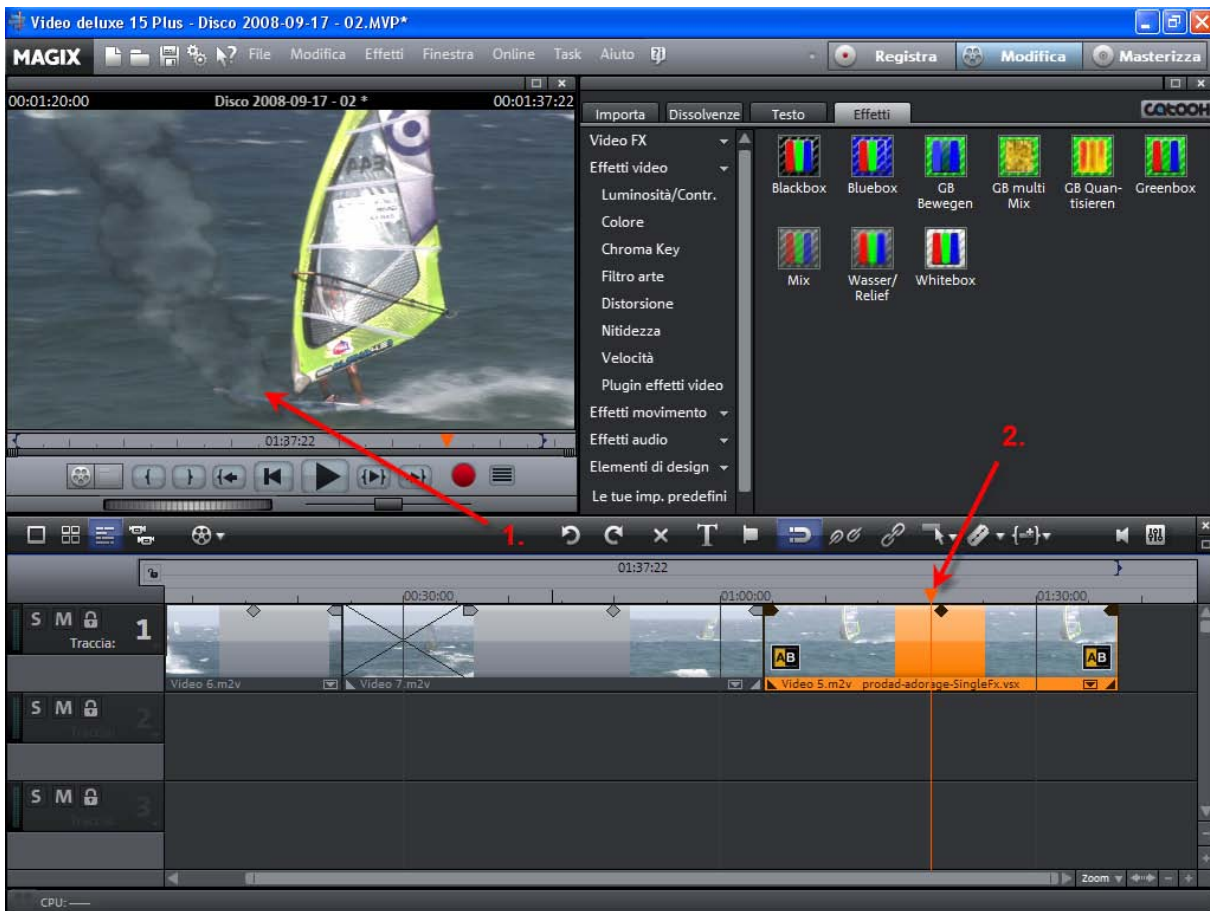 Video deluxe 15 Plus - Disco 2008-09-17 - 02.MVP*
MAGIX File Modifica Effetti Finestra Online Task Aiuto Registra Modifica Masterizza
00:01:20:00 Disco 2008-09-17 - 02 * 00:01:37:22
Importa Dissolvenze Testo Effetti catooh
Video FX
Effetti video
Luminosità/Contr.
Colore
Chroma Key
Filtro arte
Distorsione
Nitidezza
Velocità
Plugin effetti video
Effetti movimento
Effetti audio
Elementi di design
Le tue imp. predefini
Blackbox
Bluebox
GB Bewegen
GB multi Mix
GB Quan-tisieren
Greenbox
Mix
Wasser/ Relief
Whitebox
01:37:22
1.
2.
T
01:37:22
00:30:00 01:00:00 01:30:00
S M 1
Traccia:
AB AB
Video 6.m2v Video 7.m2v Video 5.m2v prodad-adorage-SingleFx.vsx
S M 2
Traccia:
S M 3
Traccia:
Zoom
CPU: —